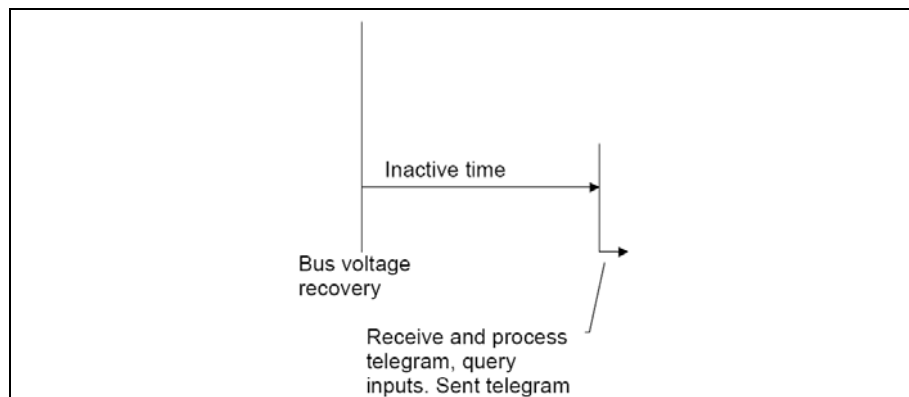 Inactive time
Bus voltage
recovery
Receive and process
telegram, query
inputs. Sent telegram